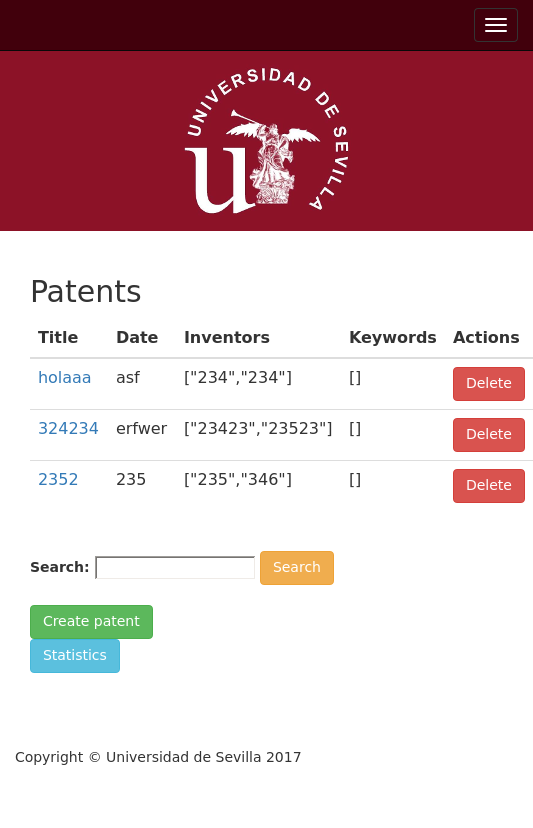 UNIVERSIDAD DE SEVILLA
u
Patents
Title Date Inventors Keywords Actions
holaaa asf ["234","234"] [] Delete
324234 erfwer ["23423","23523"] [] Delete
2352 235 ["235","346"] [] Delete
Search: Search
Create patent
Statistics
Copyright © Universidad de Sevilla 2017